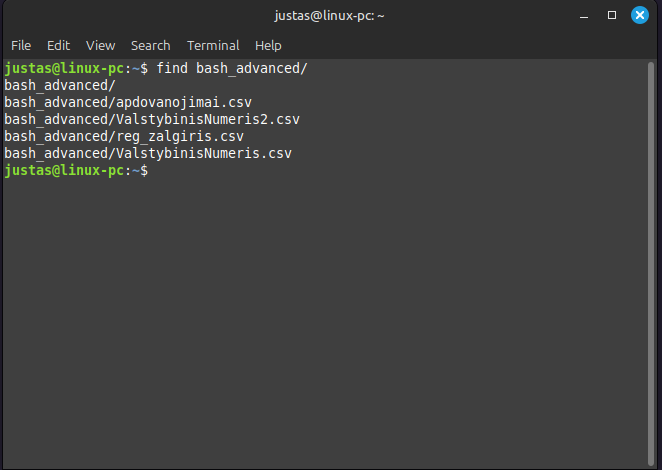 justas@linux-pc: ~
File Edit View Search Terminal Help
justas@linux-pc:~$ find bash_advanced/
bash_advanced/
bash_advanced/apdovanojimai.csv
bash_advanced/ValstybinisNumeris2.csv
bash_advanced/reg_zalgiris.csv
bash_advanced/ValstybinisNumeris.csv
justas@linux-pc:~$